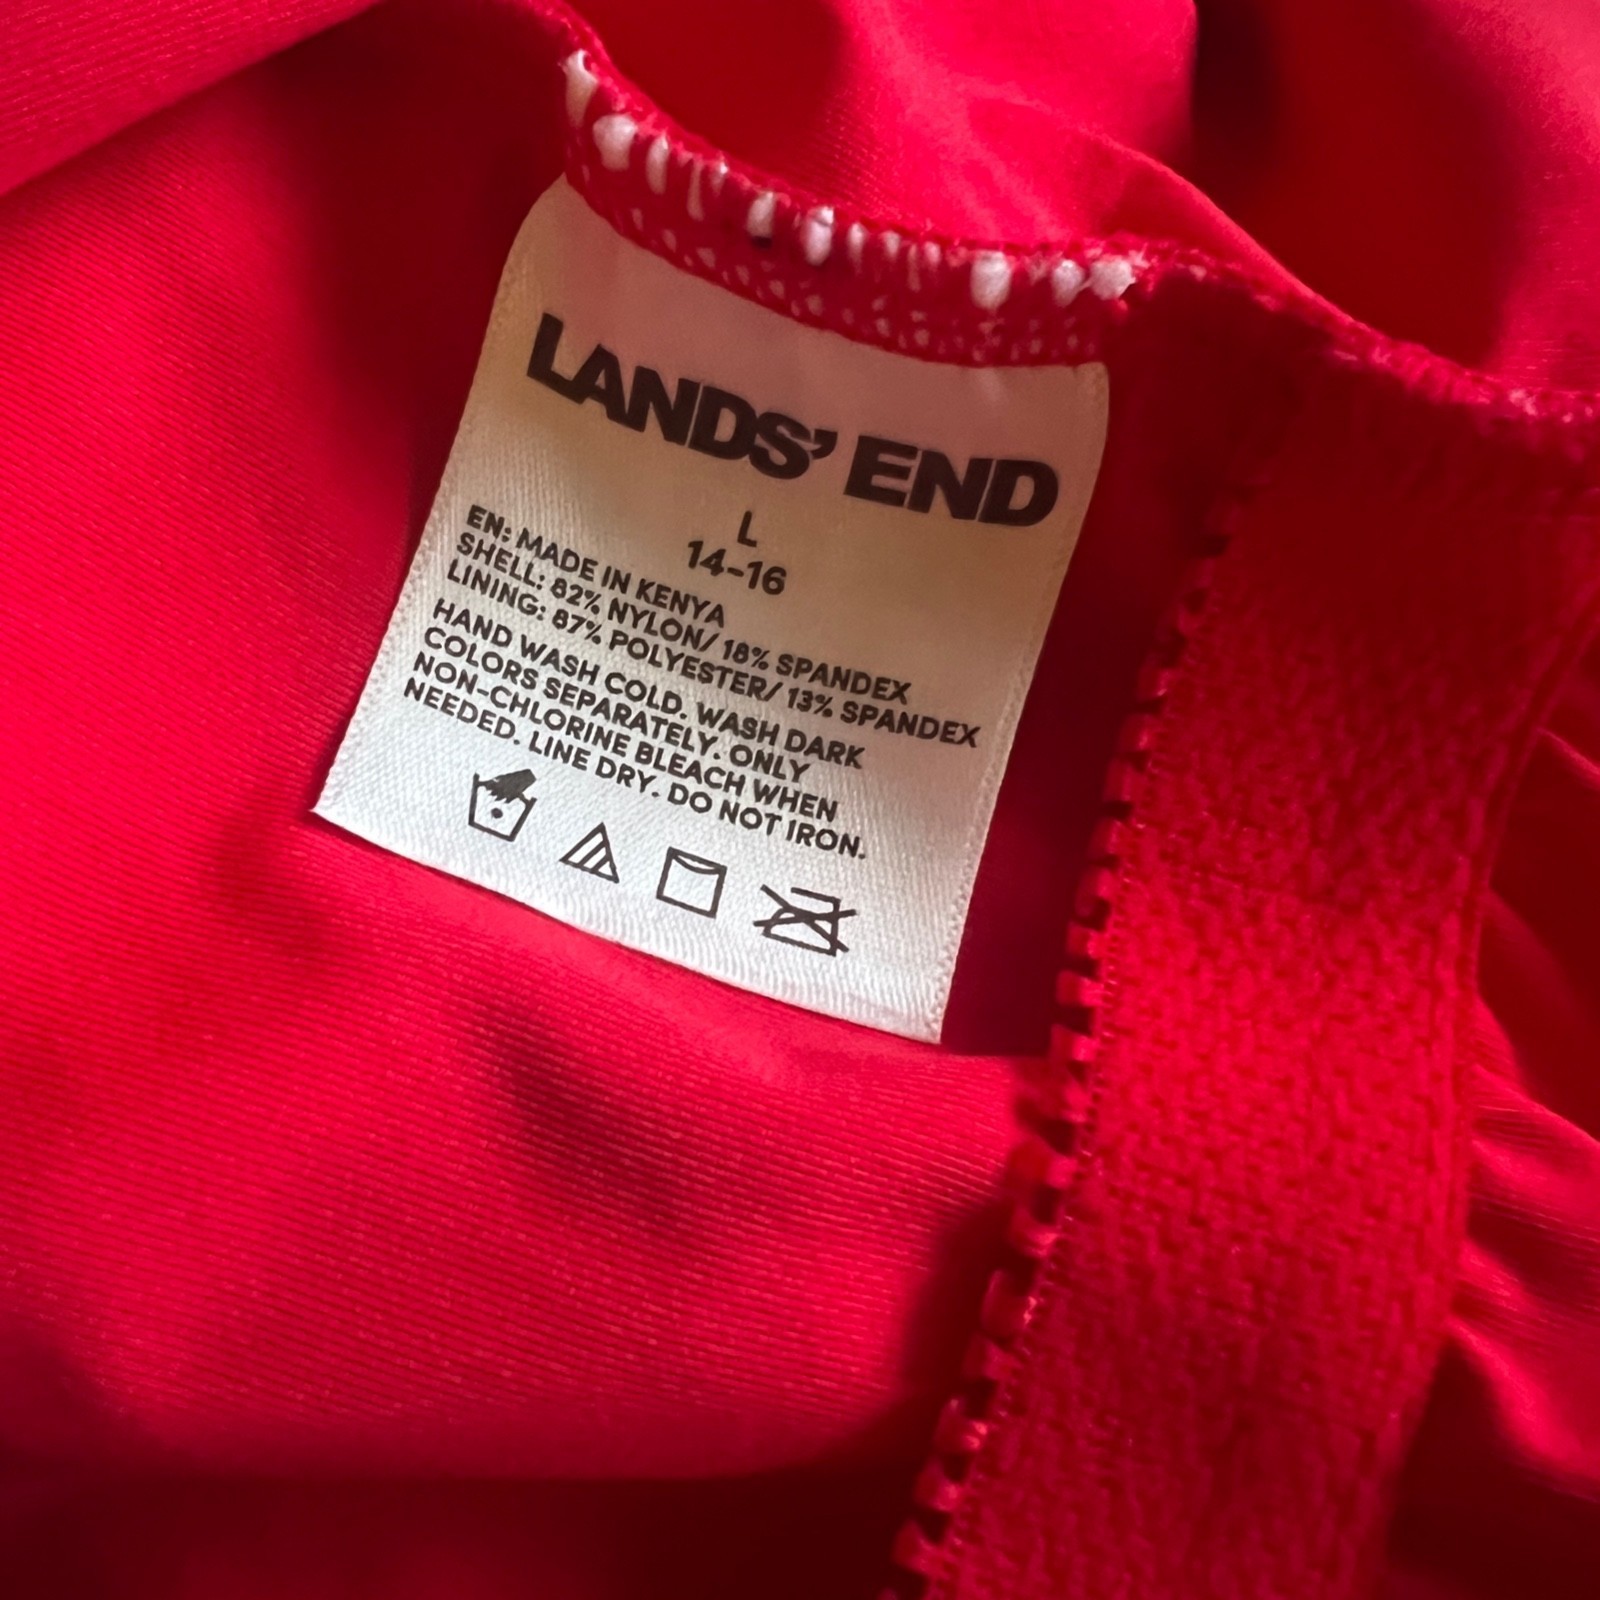 LANDS' END
L
14-16
EN: MADE IN KENYA
SHELL: 82% NYLON/ 18% SPANDEX
LINING: 87% POLYESTER/ 13% SPANDEX
HAND WASH COLD. WASH DARK
COLORS SEPARATELY. ONLY
NON-CHLORINE BLEACH WHEN
NEEDED. LINE DRY. DO NOT IRON.